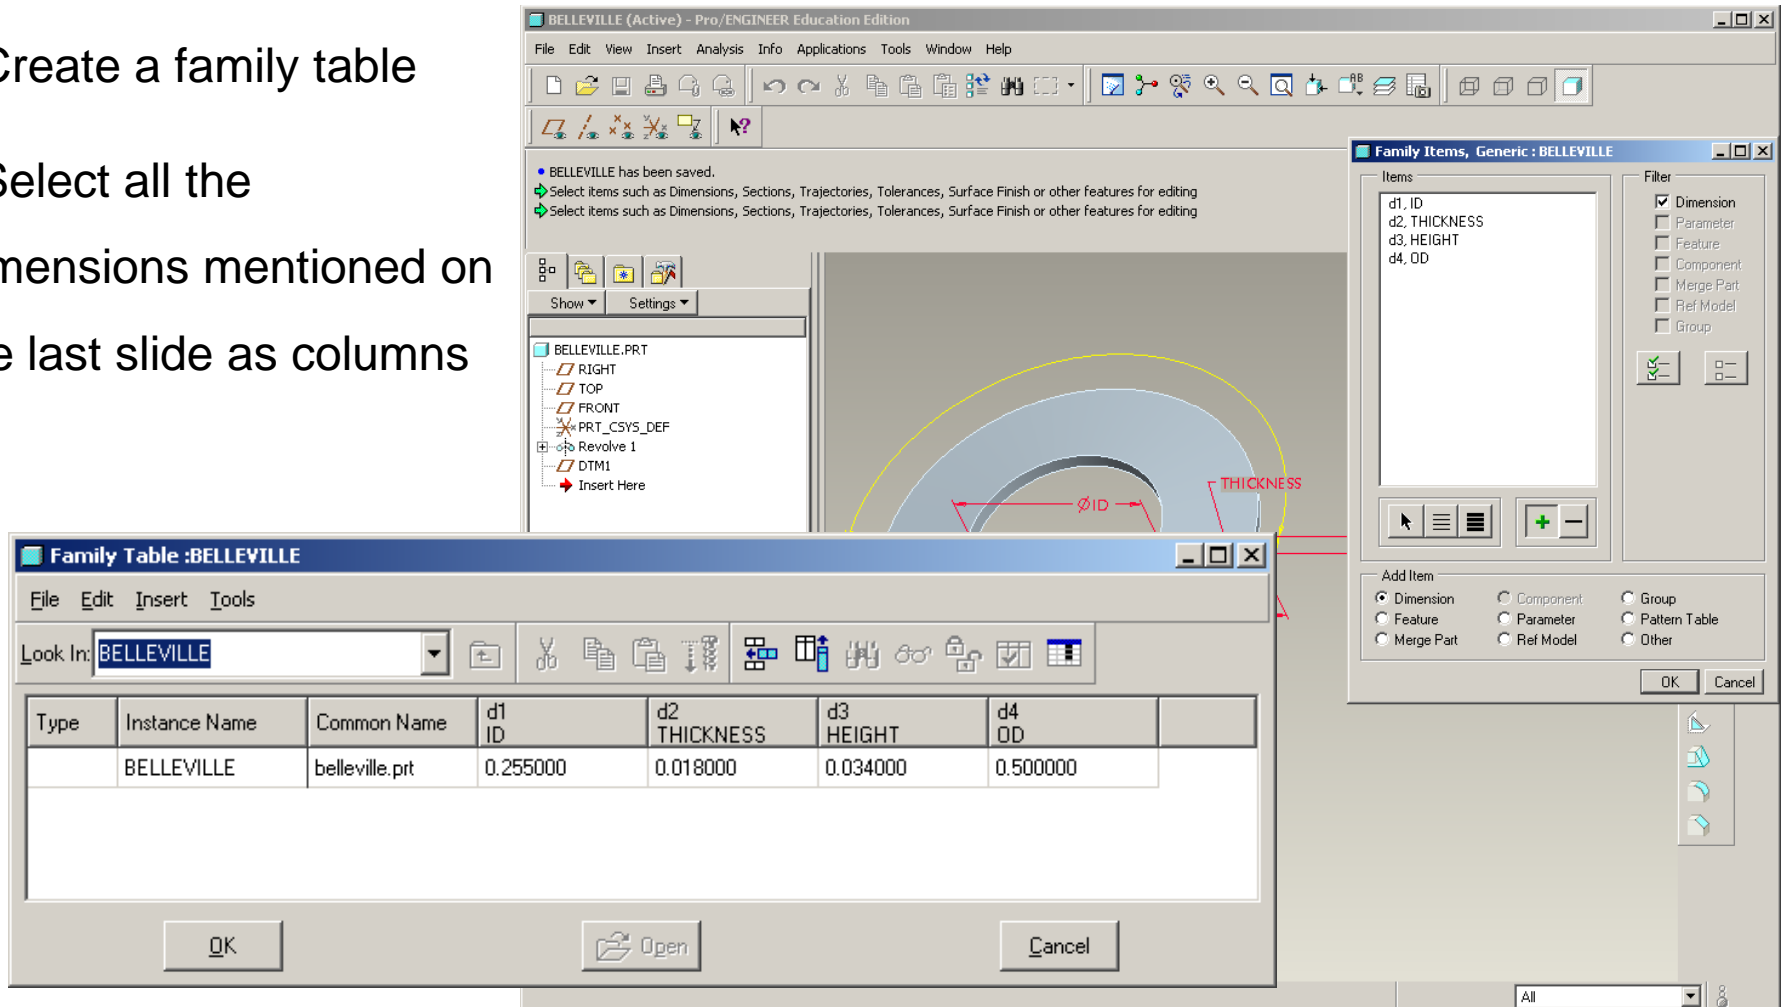 Create a family table
Select all the
mensions mentioned on
e last slide as columns
BELLEVILLE (Active) - Pro/ENGINEER Education Edition
File Edit View Insert Analysis Info Applications Tools Window Help
BELLEVILLE has been saved.
Select items such as Dimensions, Sections, Trajectories, Tolerances, Surface Finish or other features for editing
Select items such as Dimensions, Sections, Trajectories, Tolerances, Surface Finish or other features for editing
Show Settings
BELLEVILLE.PRT
RIGHT
TOP
FRONT
PRT_CSYS_DEF
Revolve 1
DTM1
Insert Here
ØID
THICKNESS
Family Items, Generic : BELLEVILLE
Items
d1, ID
d2, THICKNESS
d3, HEIGHT
d4, OD
Filter
Dimension
Parameter
Feature
Component
Merge Part
Ref Model
Group
Add Item
Dimension Component Group
Feature Parameter Pattern Table
Merge Part Ref Model Other
OK Cancel
Family Table :BELLEVILLE
File Edit Insert Tools
Look In: BELLEVILLE
Type Instance Name Common Name d1 ID d2 THICKNESS d3 HEIGHT d4 OD
BELLEVILLE belleville.prt 0.255000 0.018000 0.034000 0.500000
OK Open Cancel
All